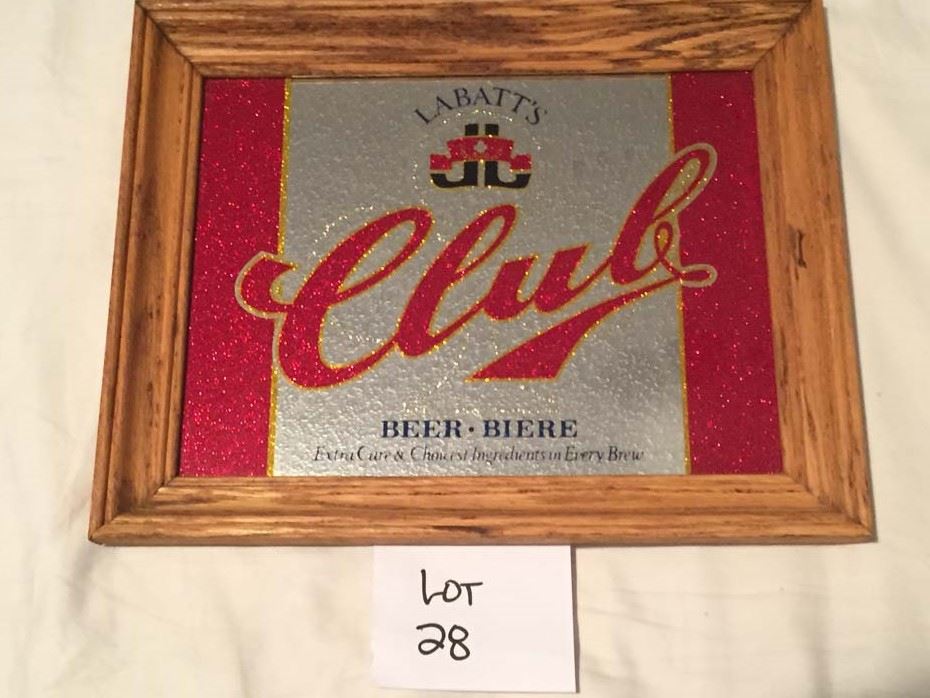 LABATT'S
Club
BEER • BIERE
Extra Care & Choicest Ingredients in Every Brew
LOT
28